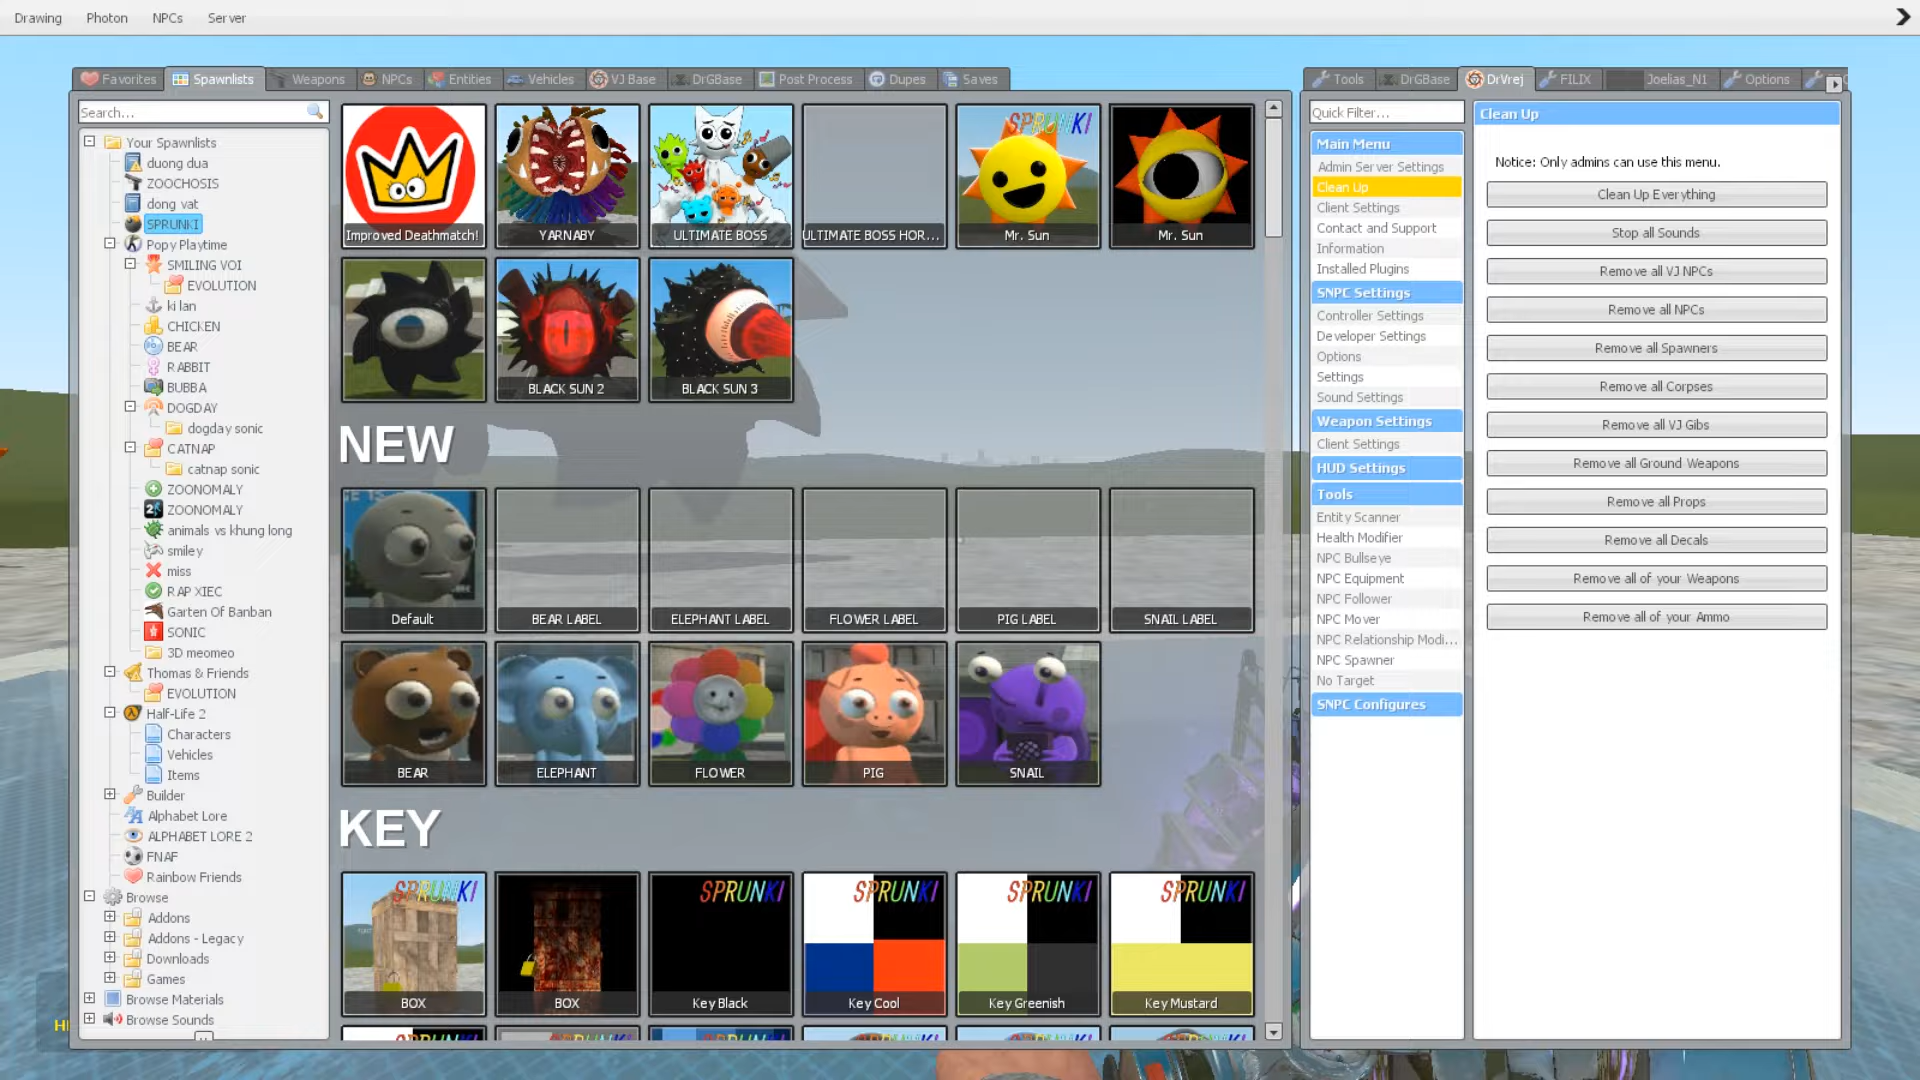 Drawing Photon NPCs Server
Favorites Spawnlists Weapons NPCs Entities Vehicles VJ Base DrGBase Post Process Dupes Saves
Search...
Your Spawnlists
duong dua
ZOOCHOSIS
dong vat
SPRUNKI
Popy Playtime
SMILING VOI
EVOLUTION
ki lan
CHICKEN
BEAR
RABBIT
BUBBA
DOGDAY
dogday sonic
CATNAP
catnap sonic
ZOONOMALY
ZOONOMALY
animals vs khung long
smiley
miss
RAP XIEC
Garten Of Banban
SONIC
3D meomeo
Thomas & Friends
EVOLUTION
Half-Life 2
Characters
Vehicles
Items
Builder
Alphabet Lore
ALPHABET LORE 2
FNAF
Rainbow Friends
Browse
Addons
Addons - Legacy
Downloads
Games
Browse Materials
Browse Sounds
SPRUNKI
Improved Deathmatch! YARNABY ULTIMATE BOSS ULTIMATE BOSS HOR... Mr. Sun Mr. Sun
BLACK SUN 2 BLACK SUN 3
NEW
Default BEAR LABEL ELEPHANT LABEL FLOWER LABEL PIG LABEL SNAIL LABEL
BEAR ELEPHANT FLOWER PIG SNAIL
KEY
SPRUNKI SPRUNKI SPRUNKI SPRUNKI SPRUNKI
BOX BOX Key Black Key Cool Key Greenish Key Mustard
Tools DrGBase DrVrej FILIX Joelias_N1 Options
Quick Filter...
Main Menu
Admin Server Settings
Clean Up
Client Settings
Contact and Support
Information
Installed Plugins
SNPC Settings
Controller Settings
Developer Settings
Options
Settings
Sound Settings
Weapon Settings
Client Settings
HUD Settings
Tools
Entity Scanner
Health Modifier
NPC Bullseye
NPC Equipment
NPC Follower
NPC Mover
NPC Relationship Modi...
NPC Spawner
No Target
SNPC Configures
Clean Up
Notice: Only admins can use this menu.
Clean Up Everything
Stop all Sounds
Remove all VJ NPCs
Remove all NPCs
Remove all Spawners
Remove all Corpses
Remove all VJ Gibs
Remove all Ground Weapons
Remove all Props
Remove all Decals
Remove all of your Weapons
Remove all of your Ammo